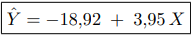 Ŷ = −18,92 + 3,95 X